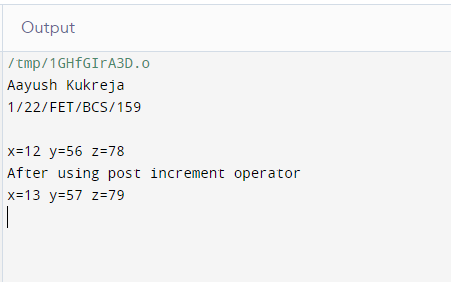 Output
/tmp/1GHfGIrA3D.o
Aayush Kukreja
1/22/FET/BCS/159
x=12 y=56 z=78
After using post increment operator
x=13 y=57 z=79